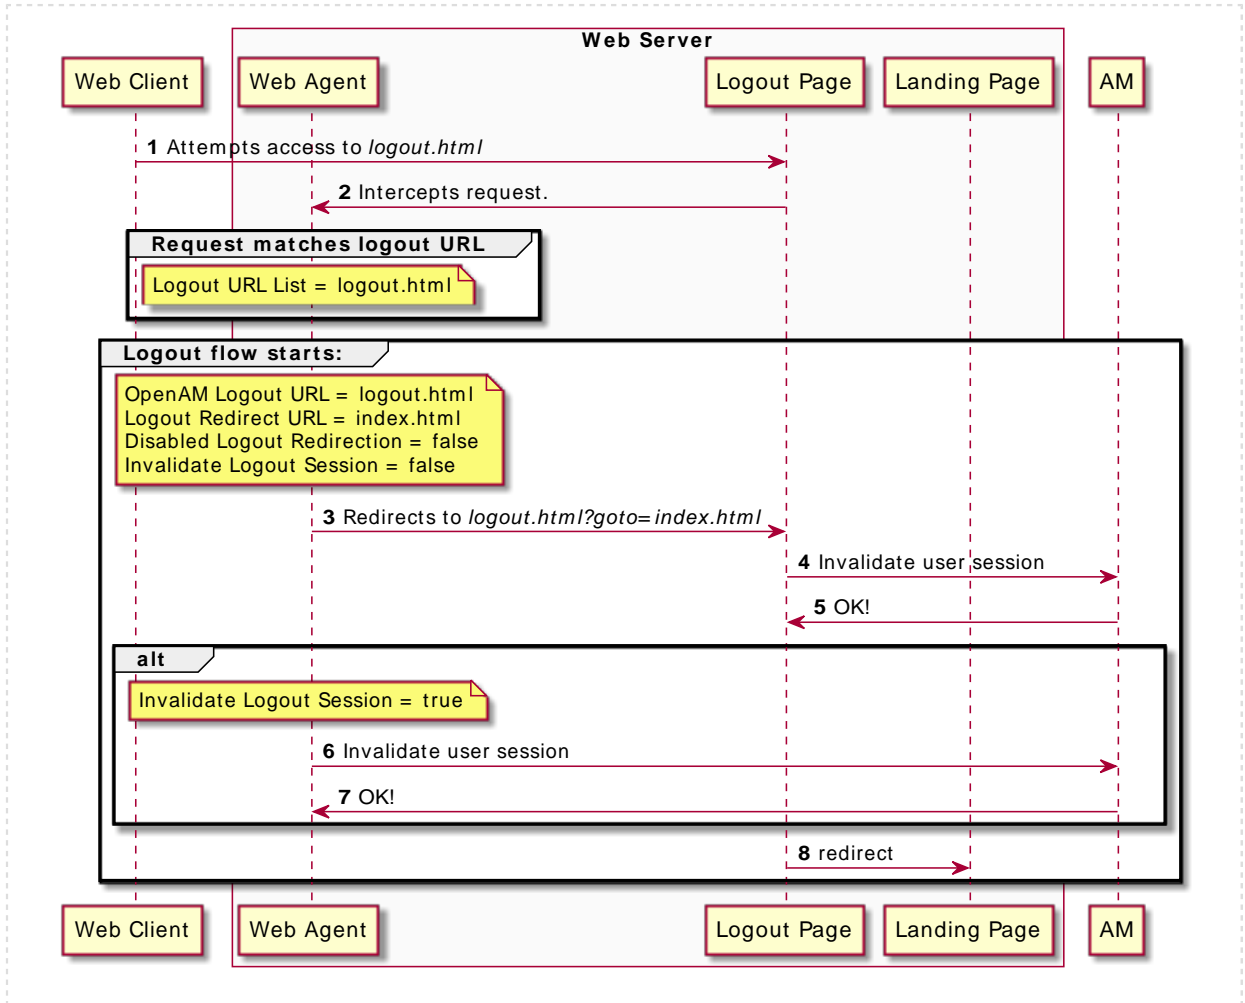 Web Server
Web Client Web Agent Logout Page Landing Page AM
1 Attempts access to logout.html
2 Intercepts request.
Request matches logout URL
Logout URL List = logout.html
Logout flow starts:
OpenAM Logout URL = logout.html
Logout Redirect URL = index.html
Disabled Logout Redirection = false
Invalidate Logout Session = false
3 Redirects to logout.html?goto=index.html
4 Invalidate user session
5 OK!
alt
Invalidate Logout Session = true
6 Invalidate user session
7 OK!
8 redirect
Web Client Web Agent Logout Page Landing Page AM